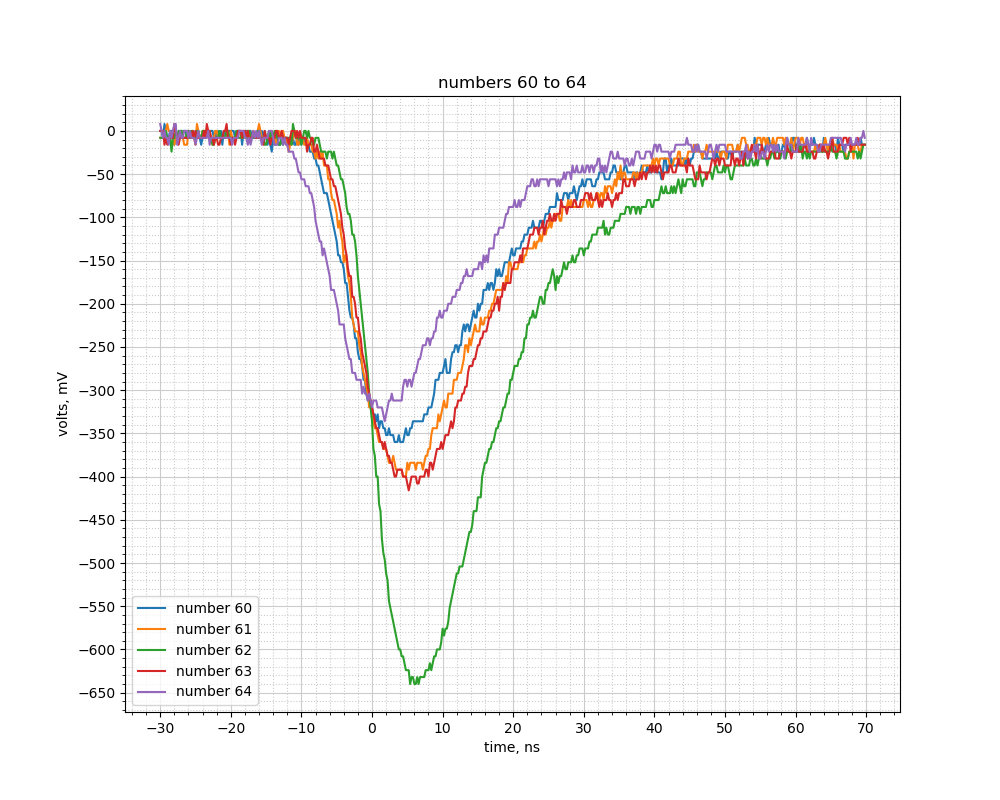 numbers 60 to 64
0
−50
−100
−150
−200
−250
−300
−350
−400
−450
−500
−550
−600
−650
volts, mV
number 60
number 61
number 62
number 63
number 64
−30 −20 −10 0 10 20 30 40 50 60 70
time, ns